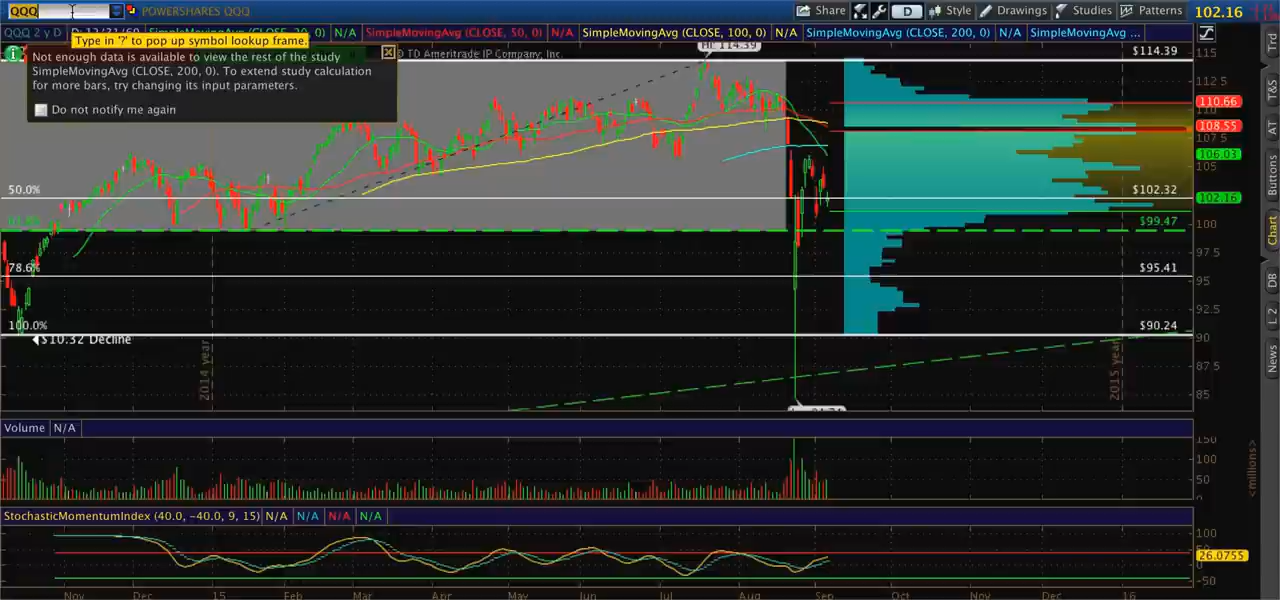 QQQ
POWERSHARES QQQ
Share
D
Style
Drawings
Studies
Patterns
102.16
QQQ 2 y D
SimpleMovingAvg (CLOSE, 50, 0)
N/A
SimpleMovingAvg (CLOSE, 100, 0)
N/A
SimpleMovingAvg (CLOSE, 200, 0)
N/A
SimpleMovingAvg ...
Type in '?' to pop up symbol lookup frame.
Not enough data is available to view the rest of the study
SimpleMovingAvg (CLOSE, 200, 0). To extend study calculation
for more bars, try changing its input parameters.
Do not notify me again
© TD Ameritrade IP Company, Inc.
Hi: 114.39
$114.39
115
112.5
110.66
110
108.55
107.5
106.03
105
50.0%
$102.32
102.16
$99.47
100
97.5
78.6%
$95.41
95
92.5
100.0%
$90.24
90
$10.32 Decline
87.5
85
2014 year
2015 year
Volume
N/A
150
100
50
0
<millions>
StochasticMomentumIndex (40.0, -40.0, 9, 15)
N/A
N/A
N/A
N/A
100
50
26.0755
0
-50
Nov
Dec
15
Feb
Mar
Apr
May
Jun
Jul
Aug
Sep
Oct
Nov
Dec
16
Trd
T&S
AT
Buttons
Chart
DB
L 2
News